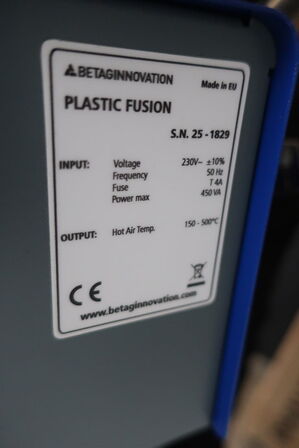 BETAGINNOVATION
Made in EU
PLASTIC FUSION
S.N. 25 - 1829
INPUT: Voltage 230V~ ±10%
Frequency 50 Hz
Fuse T 4A
Power max 450 VA
OUTPUT: Hot Air Temp. 150 - 500°C
CE
www.betaginnovation.com